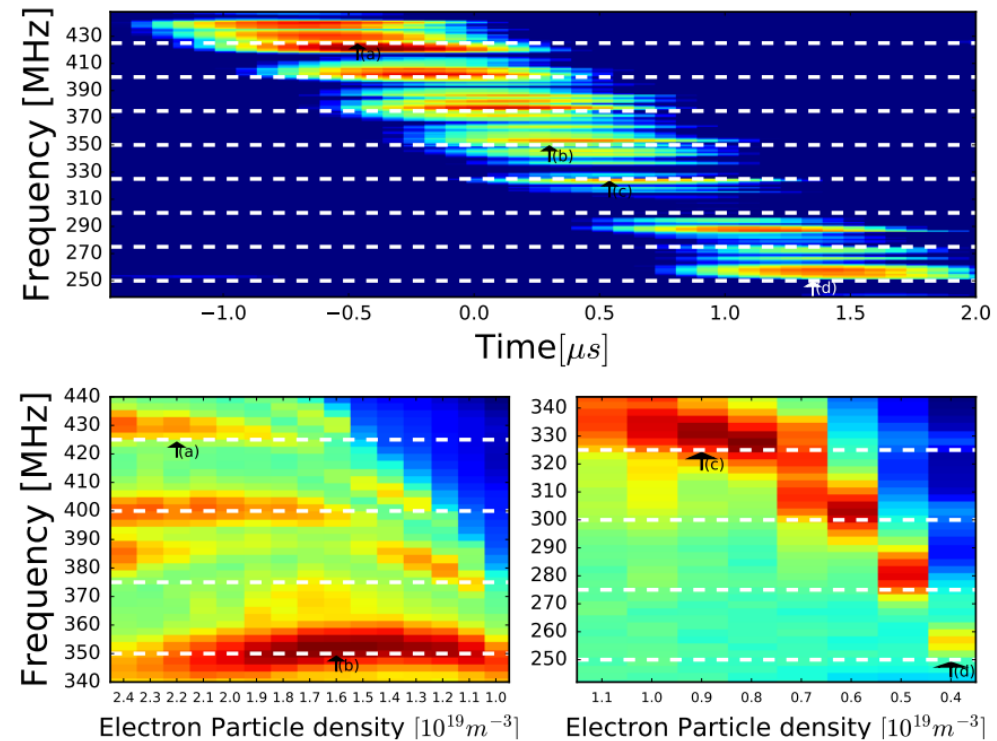 Frequency [MHz]
430
410
390
370
350
330
310
290
270
250
(a)
(b)
(c)
(d)
−1.0 −0.5 0.0 0.5 1.0 1.5 2.0
Time[μs]
Frequency [MHz]
440
430
420
410
400
390
380
370
360
350
340
(a)
(b)
2.4 2.3 2.2 2.1 2.0 1.9 1.8 1.7 1.6 1.5 1.4 1.3 1.2 1.1 1.0
Electron Particle density [10¹⁹m⁻³]
340
330
320
310
300
290
280
270
260
250
(c)
(d)
1.1 1.0 0.9 0.8 0.7 0.6 0.5 0.4
Electron Particle density [10¹⁹m⁻³]